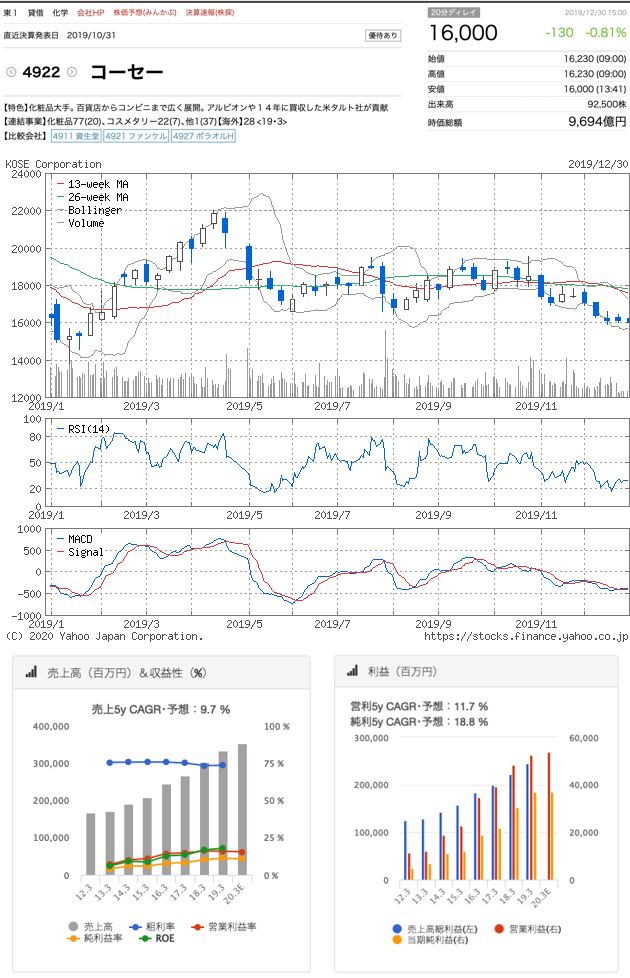 東１ 貸借 化学 会社HP 株価予想(みんかぶ) 決算速報(株探)
直近決算発表日 2019/10/31 優待あり
4922 コーセー
20分ディレイ 2019/12/30 15:00
16,000 -130 -0.81%
始値 16,230 (09:00)
高値 16,230 (09:00)
安値 16,000 (13:41)
出来高 92,500株
時価総額 9,694億円
【特色】化粧品大手。百貨店からコンビニまで広く展開。アルビオンや１４年に買収した米タルト社が貢献
【連結事業】化粧品77(20)、コスメタリー22(7)、他1(37)【海外】28 <19・3>
【比較会社】 4911 資生堂 4921 ファンケル 4927 ポラオルH
KOSE Corporation 2019/12/30
24000
22000
20000
18000
16000
14000
12000
13-week MA
26-week MA
Bollinger
Volume
2019/1 2019/3 2019/5 2019/7 2019/9 2019/11
100
80
50
20
0
RSI(14)
2019/1 2019/3 2019/5 2019/7 2019/9 2019/11
1000
500
0
-500
-1000
MACD
Signal
2019/1 2019/3 2019/5 2019/7 2019/9 2019/11
(C) 2020 Yahoo Japan Corporation. https://stocks.finance.yahoo.co.jp
売上高（百万円）＆収益性（%）
売上5y CAGR・予想：9.7 %
400,000 100 %
300,000 75 %
200,000 50 %
100,000 25 %
0 0 %
12.3 13.3 14.3 15.3 16.3 17.3 18.3 19.3 20.3E
売上高 粗利率 営業利益率
純利益率 ROE
利益（百万円）
営利5y CAGR・予想：11.7 %
純利5y CAGR・予想：18.8 %
300,000 60,000
200,000 40,000
100,000 20,000
0 0
12.3 13.3 14.3 15.3 16.3 17.3 18.3 19.3 20.3E
売上高総利益(左) 営業利益(右)
当期純利益(右)